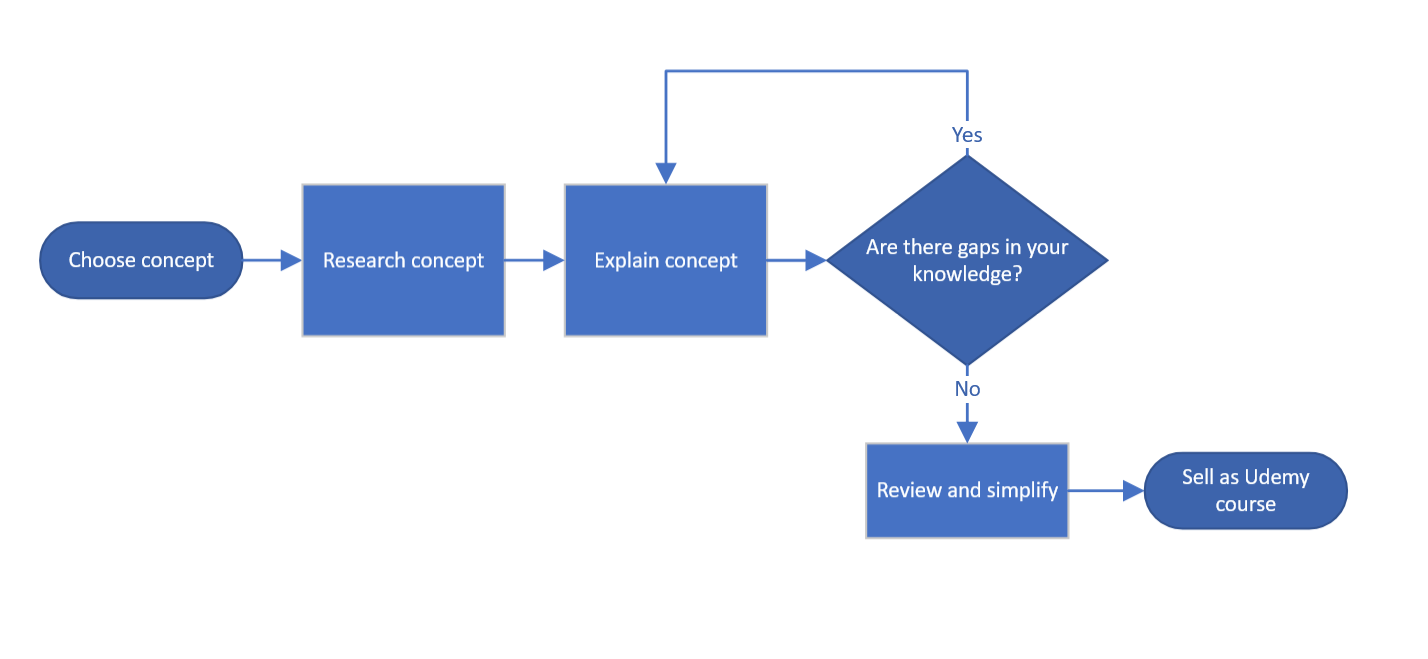 Yes
Choose concept
Research concept
Explain concept
Are there gaps in your
knowledge?
No
Review and simplify
Sell as Udemy
course